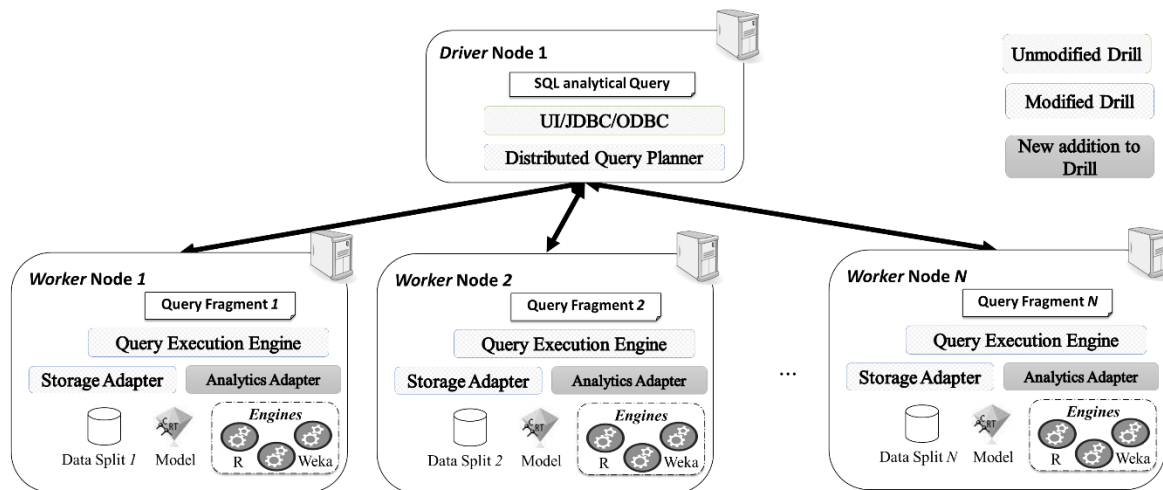 Driver Node 1
SQL analytical Query
UI/JDBC/ODBC
Distributed Query Planner
Unmodified Drill
Modified Drill
New addition to
Drill
Worker Node 1
Query Fragment 1
Query Execution Engine
Storage Adapter
Analytics Adapter
Data Split 1
Model
Engines
R
Weka
Worker Node 2
Query Fragment 2
Query Execution Engine
Storage Adapter
Analytics Adapter
Data Split 2
Model
Engines
R
Weka
...
Worker Node N
Query Fragment N
Query Execution Engine
Storage Adapter
Analytics Adapter
Data Split N
Model
Engines
R
Weka